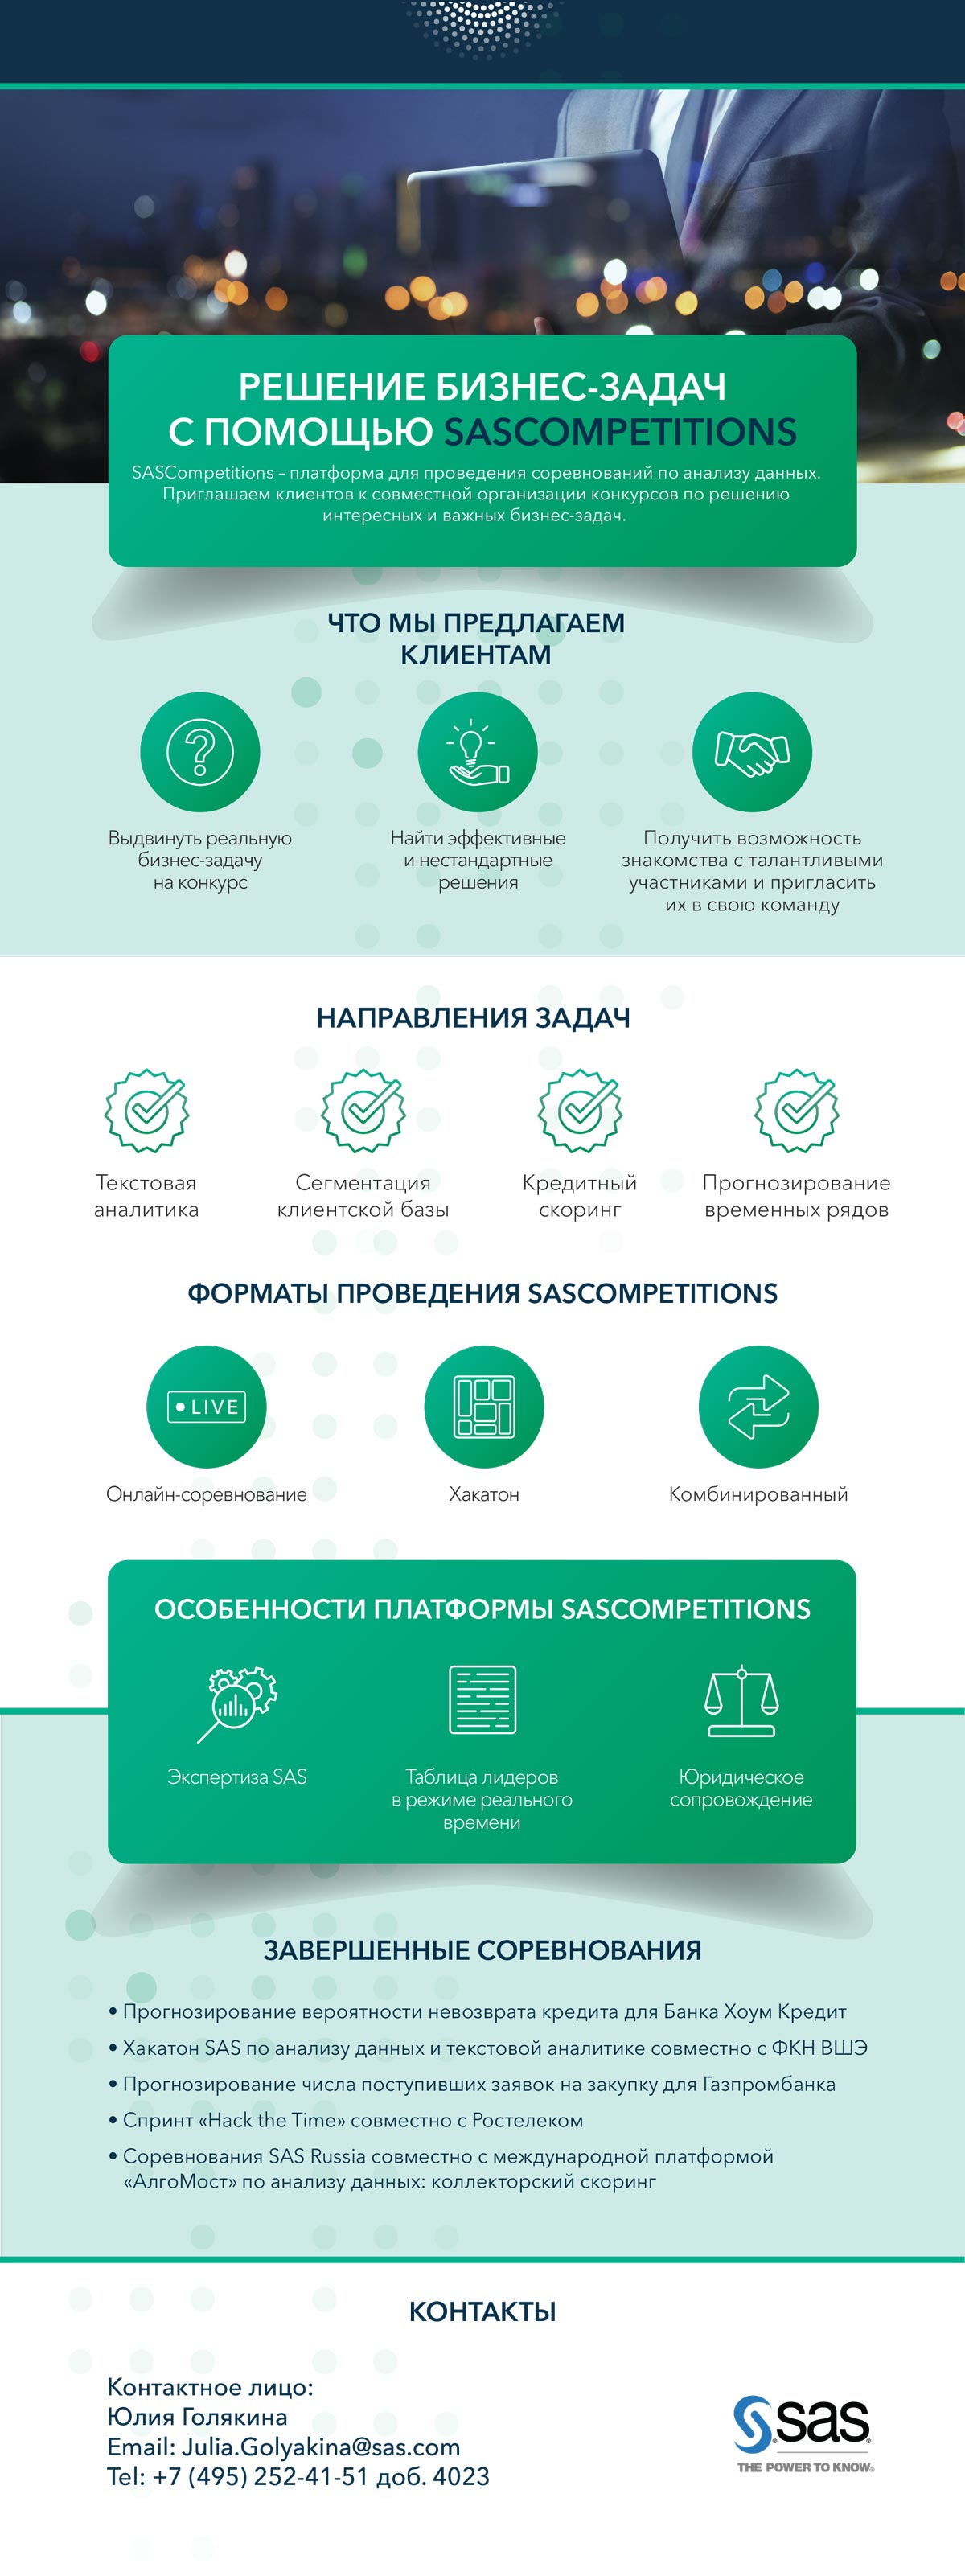 РЕШЕНИЕ БИЗНЕС-ЗАДАЧ
С ПОМОЩЬЮ SASCOMPETITIONS
SASCompetitions – платформа для проведения соревнований по анализу данных.
Приглашаем клиентов к совместной организации конкурсов по решению
интересных и важных бизнес-задач.
ЧТО МЫ ПРЕДЛАГАЕМ
КЛИЕНТАМ
Выдвинуть реальную
бизнес-задачу
на конкурс
Найти эффективные
и нестандартные
решения
Получить возможность
знакомства с талантливыми
участниками и пригласить
их в свою команду
НАПРАВЛЕНИЯ ЗАДАЧ
Текстовая
аналитика
Сегментация
клиентской базы
Кредитный
скоринг
Прогнозирование
временных рядов
ФОРМАТЫ ПРОВЕДЕНИЯ SASCOMPETITIONS
LIVE
Онлайн-соревнование
Хакатон
Комбинированный
ОСОБЕННОСТИ ПЛАТФОРМЫ SASCOMPETITIONS
Экспертиза SAS
Таблица лидеров
в режиме реального
времени
Юридическое
сопровождение
ЗАВЕРШЕННЫЕ СОРЕВНОВАНИЯ
• Прогнозирование вероятности невозврата кредита для Банка Хоум Кредит
• Хакатон SAS по анализу данных и текстовой аналитике совместно с ФКН ВШЭ
• Прогнозирование числа поступивших заявок на закупку для Газпромбанка
• Спринт «Hack the Time» совместно с Ростелеком
• Соревнования SAS Russia совместно с международной платформой
«АлгоМост» по анализу данных: коллекторский скоринг
КОНТАКТЫ
Контактное лицо:
Юлия Голякина
Email: Julia.Golyakina@sas.com
Tel: +7 (495) 252-41-51 доб. 4023
sas
THE POWER TO KNOW®